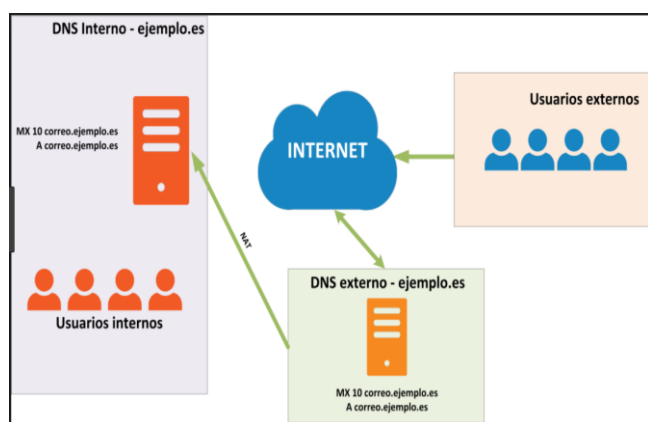 DNS Interno - ejemplo.es
MX 10 correo.ejemplo.es
A correo.ejemplo.es
Usuarios internos
NAT
INTERNET
Usuarios externos
DNS externo - ejemplo.es
MX 10 correo.ejemplo.es
A correo.ejemplo.es